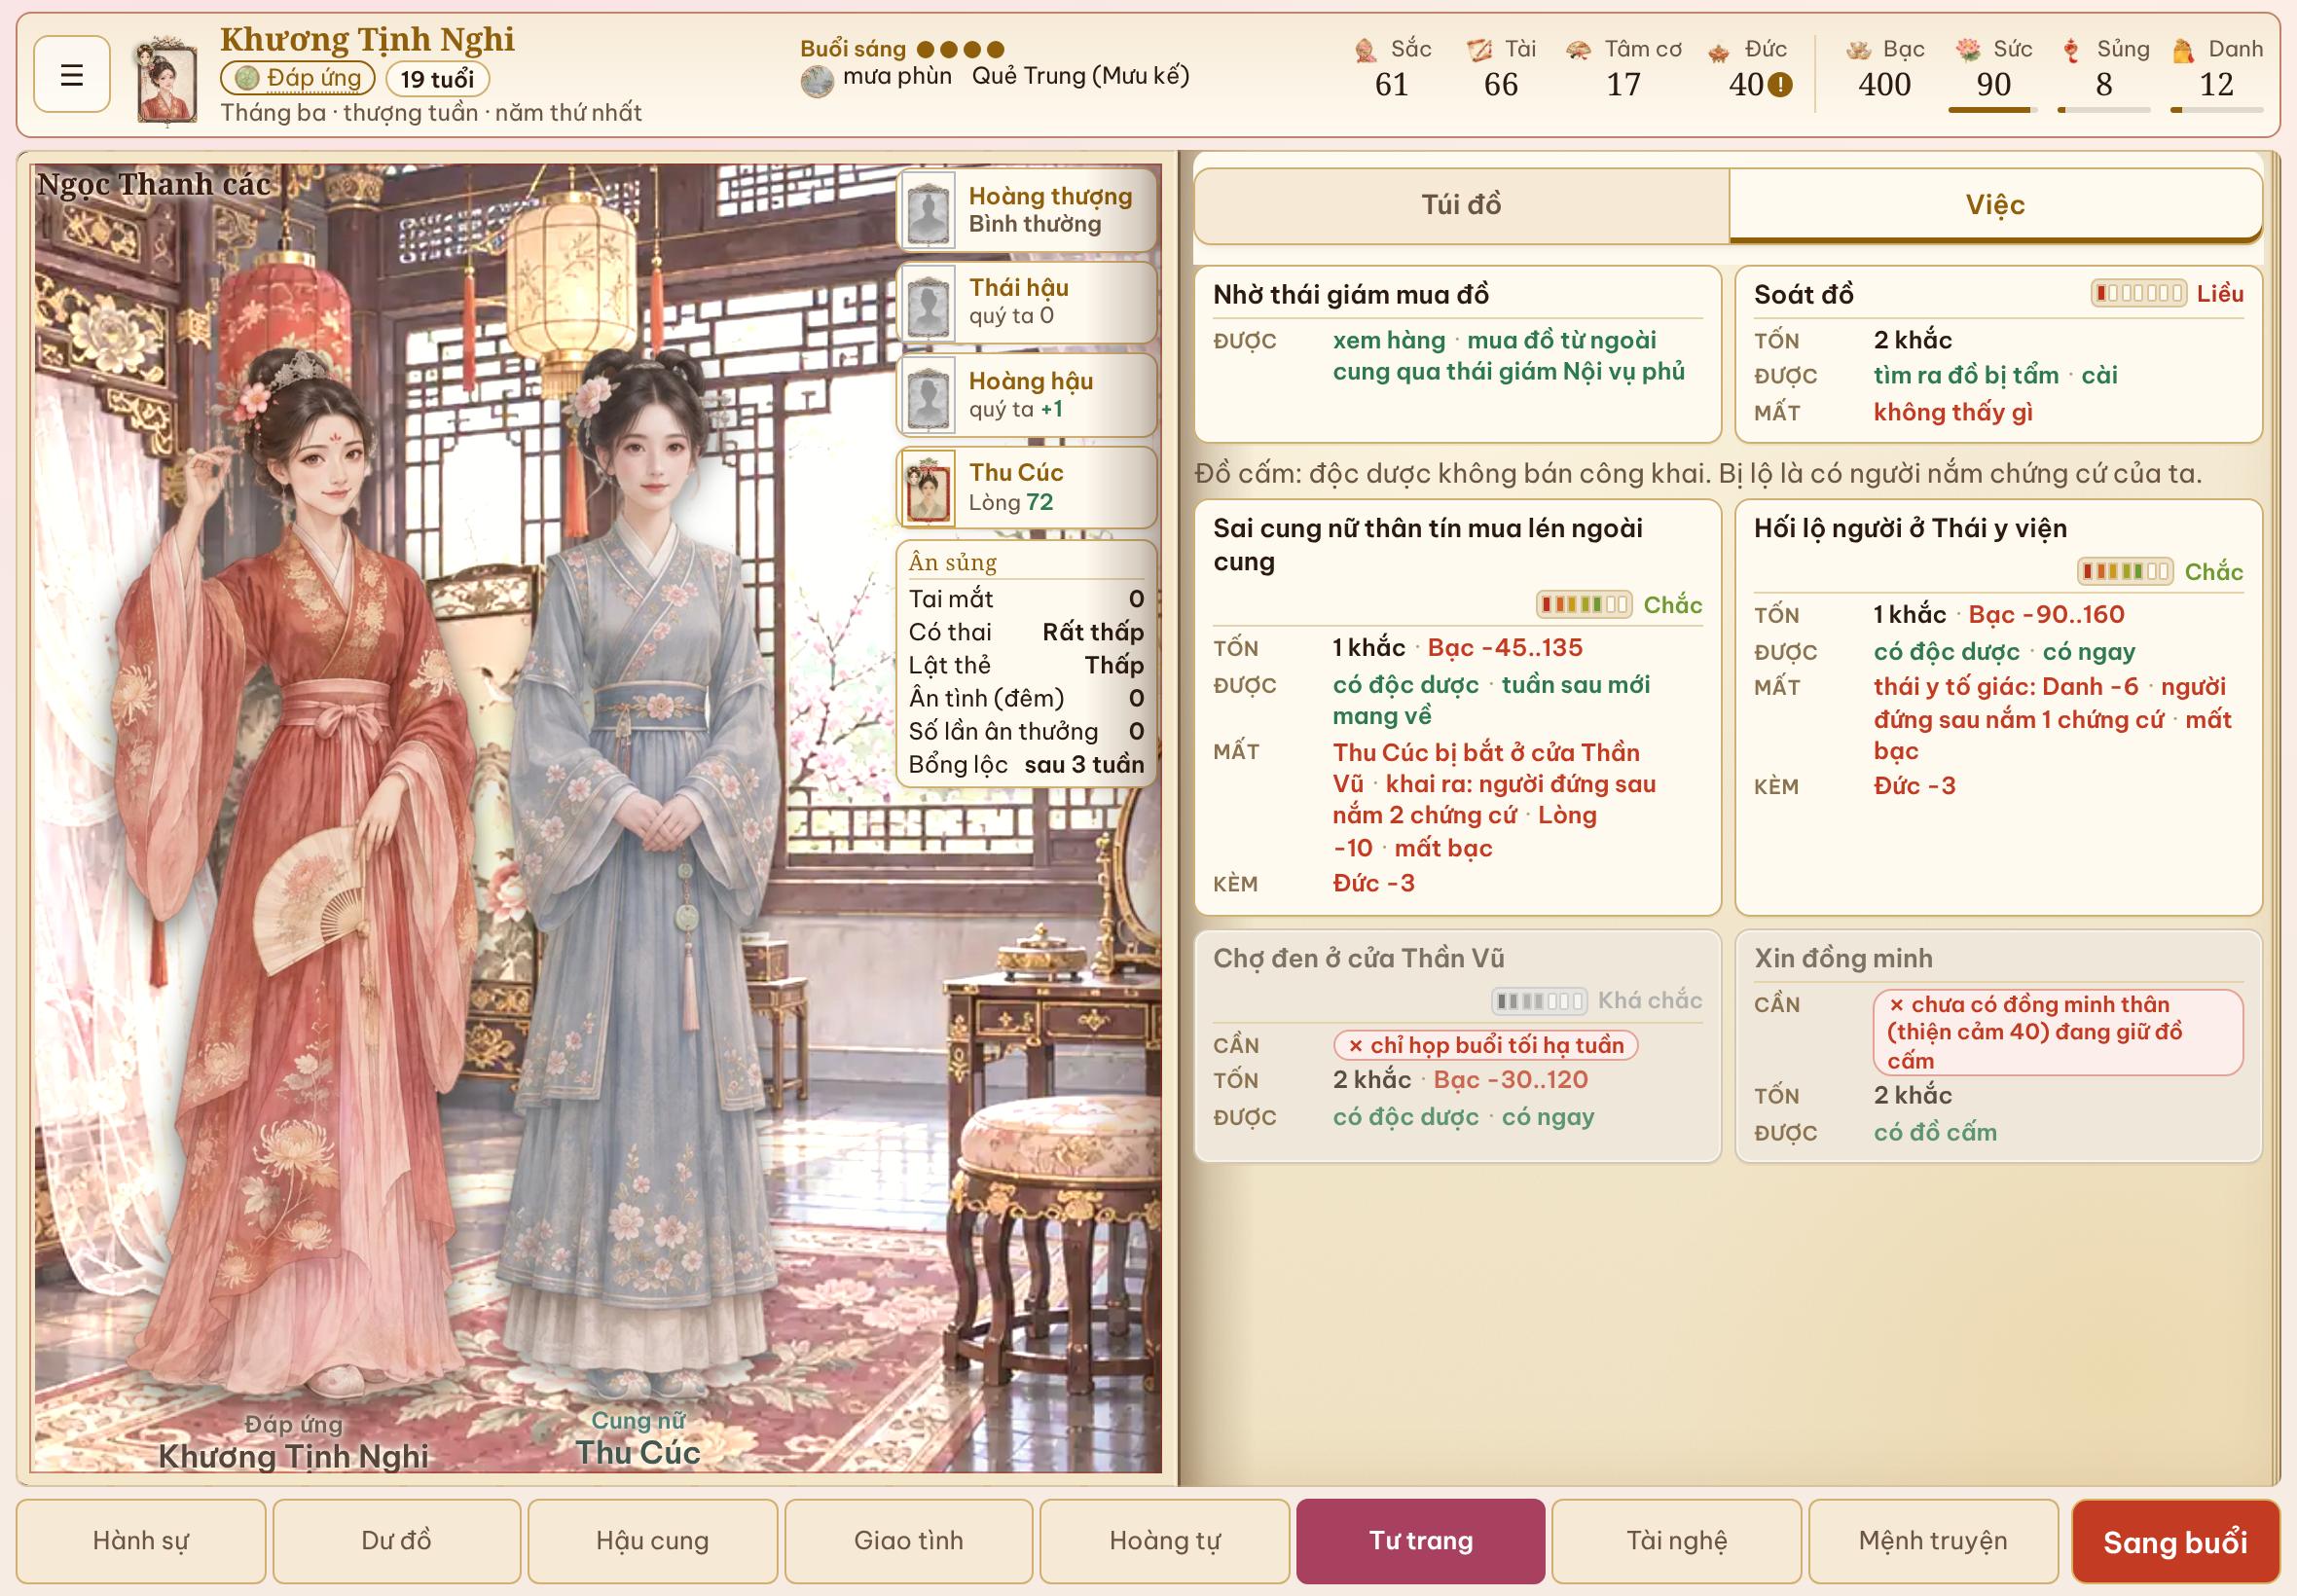 Khương Tịnh Nghi
Đáp ứng
19 tuổi
Tháng ba · thượng tuần · năm thứ nhất
Buổi sáng
mưa phùn Quẻ Trung (Mưu kế)
Sắc
61
Tài
66
Tâm cơ
17
Đức
40
!
Bạc
400
Sức
90
Sủng
8
Danh
12
Ngọc Thanh các
Hoàng thượng
Bình thường
Thái hậu
quý ta 0
Hoàng hậu
quý ta +1
Thu Cúc
Lòng 72
Ân sủng
Tai mắt 0
Có thai Rất thấp
Lật thẻ Thấp
Ân tình (đêm) 0
Số lần ân thưởng 0
Bổng lộc sau 3 tuần
Đáp ứng
Khương Tịnh Nghi
Cung nữ
Thu Cúc
Túi đồ
Việc
Nhờ thái giám mua đồ
ĐƯỢC xem hàng · mua đồ từ ngoài
cung qua thái giám Nội vụ phủ
Soát đồ Liều
TỐN 2 khắc
ĐƯỢC tìm ra đồ bị tẩm · cài
MẤT không thấy gì
Đồ cấm: độc dược không bán công khai. Bị lộ là có người nắm chứng cứ của ta.
Sai cung nữ thân tín mua lén ngoài
cung
Chắc
TỐN 1 khắc · Bạc -45..135
ĐƯỢC có độc dược · tuần sau mới
mang về
MẤT Thu Cúc bị bắt ở cửa Thần
Vũ · khai ra: người đứng sau
nắm 2 chứng cứ · Lòng
-10 · mất bạc
KÈM Đức -3
Hối lộ người ở Thái y viện
Chắc
TỐN 1 khắc · Bạc -90..160
ĐƯỢC có độc dược · có ngay
MẤT thái y tố giác: Danh -6 · người
đứng sau nắm 1 chứng cứ · mất
bạc
KÈM Đức -3
Chợ đen ở cửa Thần Vũ
Khá chắc
CẦN × chỉ họp buổi tối hạ tuần
TỐN 2 khắc · Bạc -30..120
ĐƯỢC có độc dược · có ngay
Xin đồng minh
CẦN × chưa có đồng minh thân
(thiện cảm 40) đang giữ đồ
cấm
TỐN 2 khắc
ĐƯỢC có đồ cấm
Hành sự
Dư đồ
Hậu cung
Giao tình
Hoàng tự
Tư trang
Tài nghệ
Mệnh truyện
Sang buổi